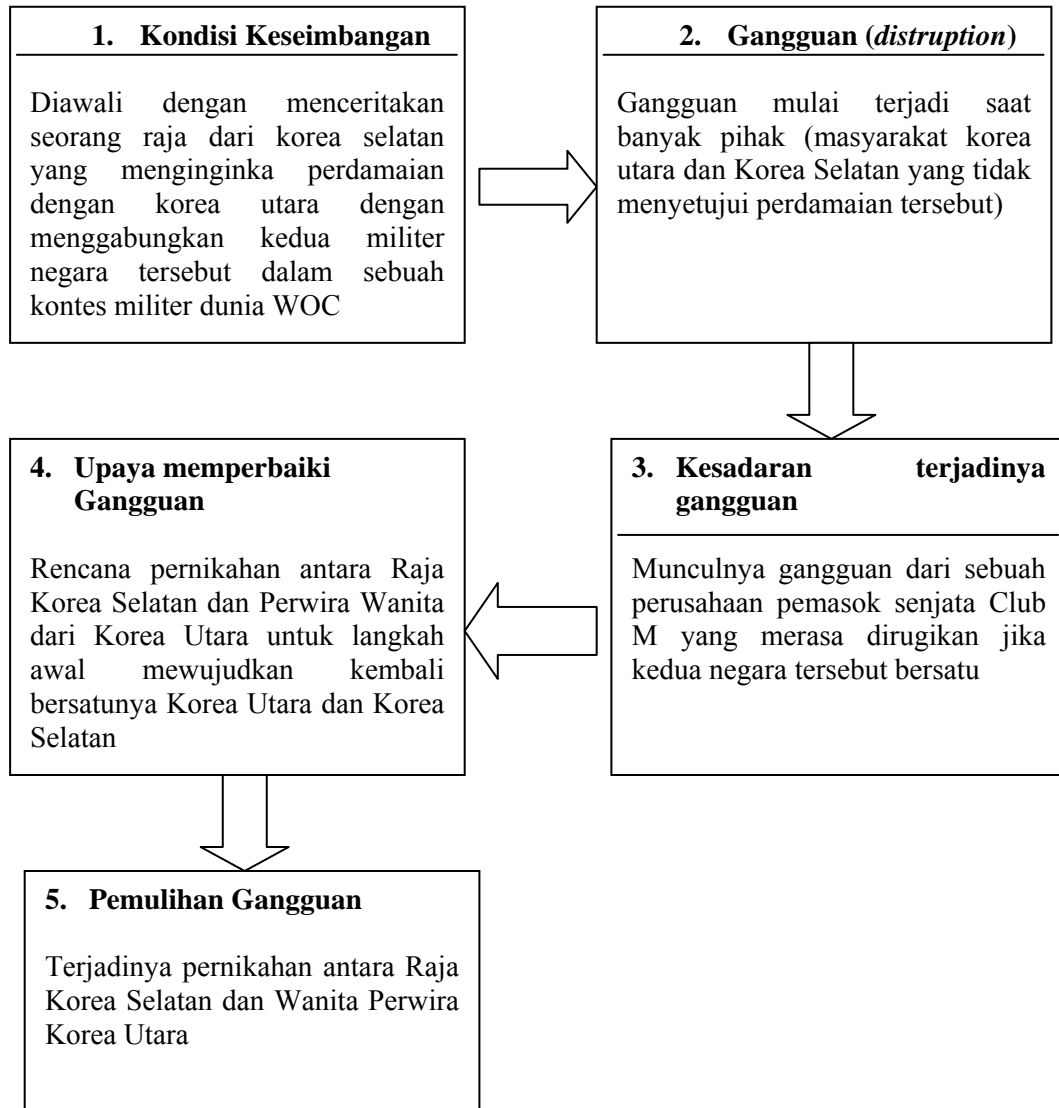 1. Kondisi Keseimbangan
Diawali dengan menceritakan
seorang raja dari korea selatan
yang menginginka perdamaian
dengan korea utara dengan
menggabungkan kedua militer
negara tersebut dalam sebuah
kontes militer dunia WOC
2. Gangguan (distruption)
Gangguan mulai terjadi saat
banyak pihak (masyarakat korea
utara dan Korea Selatan yang tidak
menyetujui perdamaian tersebut)
3. Kesadaran terjadinya
gangguan
Munculnya gangguan dari sebuah
perusahaan pemasok senjata Club
M yang merasa dirugikan jika
kedua negara tersebut bersatu
4. Upaya memperbaiki
Gangguan
Rencana pernikahan antara Raja
Korea Selatan dan Perwira Wanita
dari Korea Utara untuk langkah
awal mewujudkan kembali
bersatunya Korea Utara dan Korea
Selatan
5. Pemulihan Gangguan
Terjadinya pernikahan antara Raja
Korea Selatan dan Wanita Perwira
Korea Utara